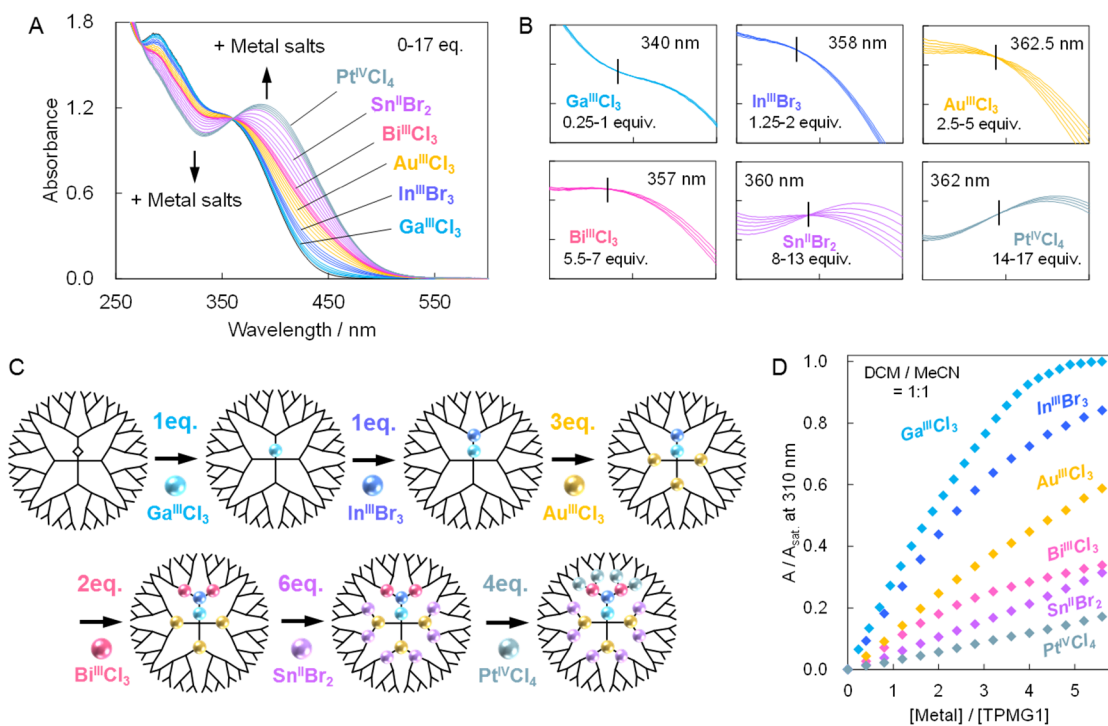 A
+ Metal salts
0-17 eq.
Pt^IVCl₄
Sn^IIBr₂
Bi^IIICl₃
Au^IIICl₃
In^IIIBr₃
Ga^IIICl₃
+ Metal salts
1.8
1.2
0.6
0.0
Absorbance
250
350
450
550
Wavelength / nm
B
340 nm
Ga^IIICl₃
0.25-1 equiv.
358 nm
In^IIIBr₃
1.25-2 equiv.
362.5 nm
Au^IIICl₃
2.5-5 equiv.
357 nm
Bi^IIICl₃
5.5-7 equiv.
360 nm
Sn^IIBr₂
8-13 equiv.
362 nm
Pt^IVCl₄
14-17 equiv.
C
1eq.
Ga^IIICl₃
1eq.
In^IIIBr₃
3eq.
Au^IIICl₃
2eq.
Bi^IIICl₃
6eq.
Sn^IIBr₂
4eq.
Pt^IVCl₄
D
DCM / MeCN
= 1:1
Ga^IIICl₃
In^IIIBr₃
Au^IIICl₃
Bi^IIICl₃
Sn^IIBr₂
Pt^IVCl₄
1.0
0.8
0.6
0.4
0.2
0.0
A / A_sat. at 310 nm
0
1
2
3
4
5
[Metal] / [TPMG1]